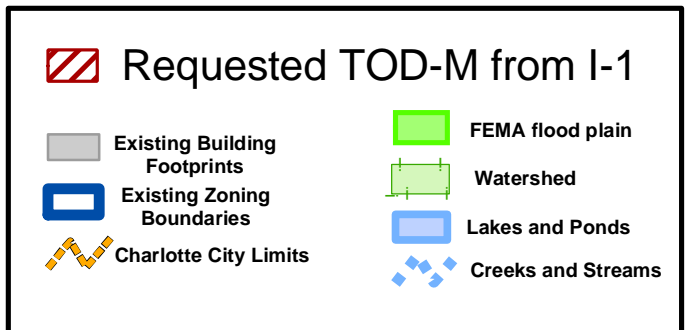 Requested TOD-M from I-1
Existing Building
Footprints
Existing Zoning
Boundaries
Charlotte City Limits
FEMA flood plain
Watershed
Lakes and Ponds
Creeks and Streams